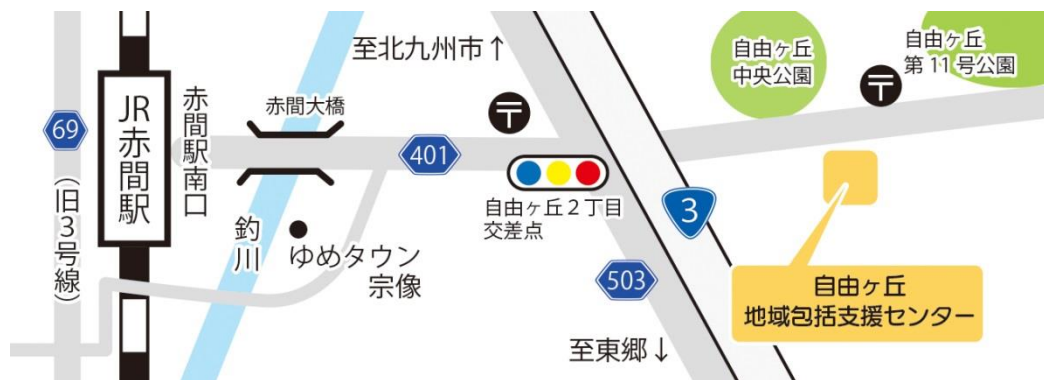 69
(旧3号線)
JR赤間駅
赤間駅南口
釣川
赤間大橋
ゆめタウン
宗像
401
至北九州市↑
〒
自由ヶ丘2丁目
交差点
503
至東郷↓
3
自由ヶ丘
中央公園
〒
自由ヶ丘
第11号公園
自由ヶ丘
地域包括支援センター